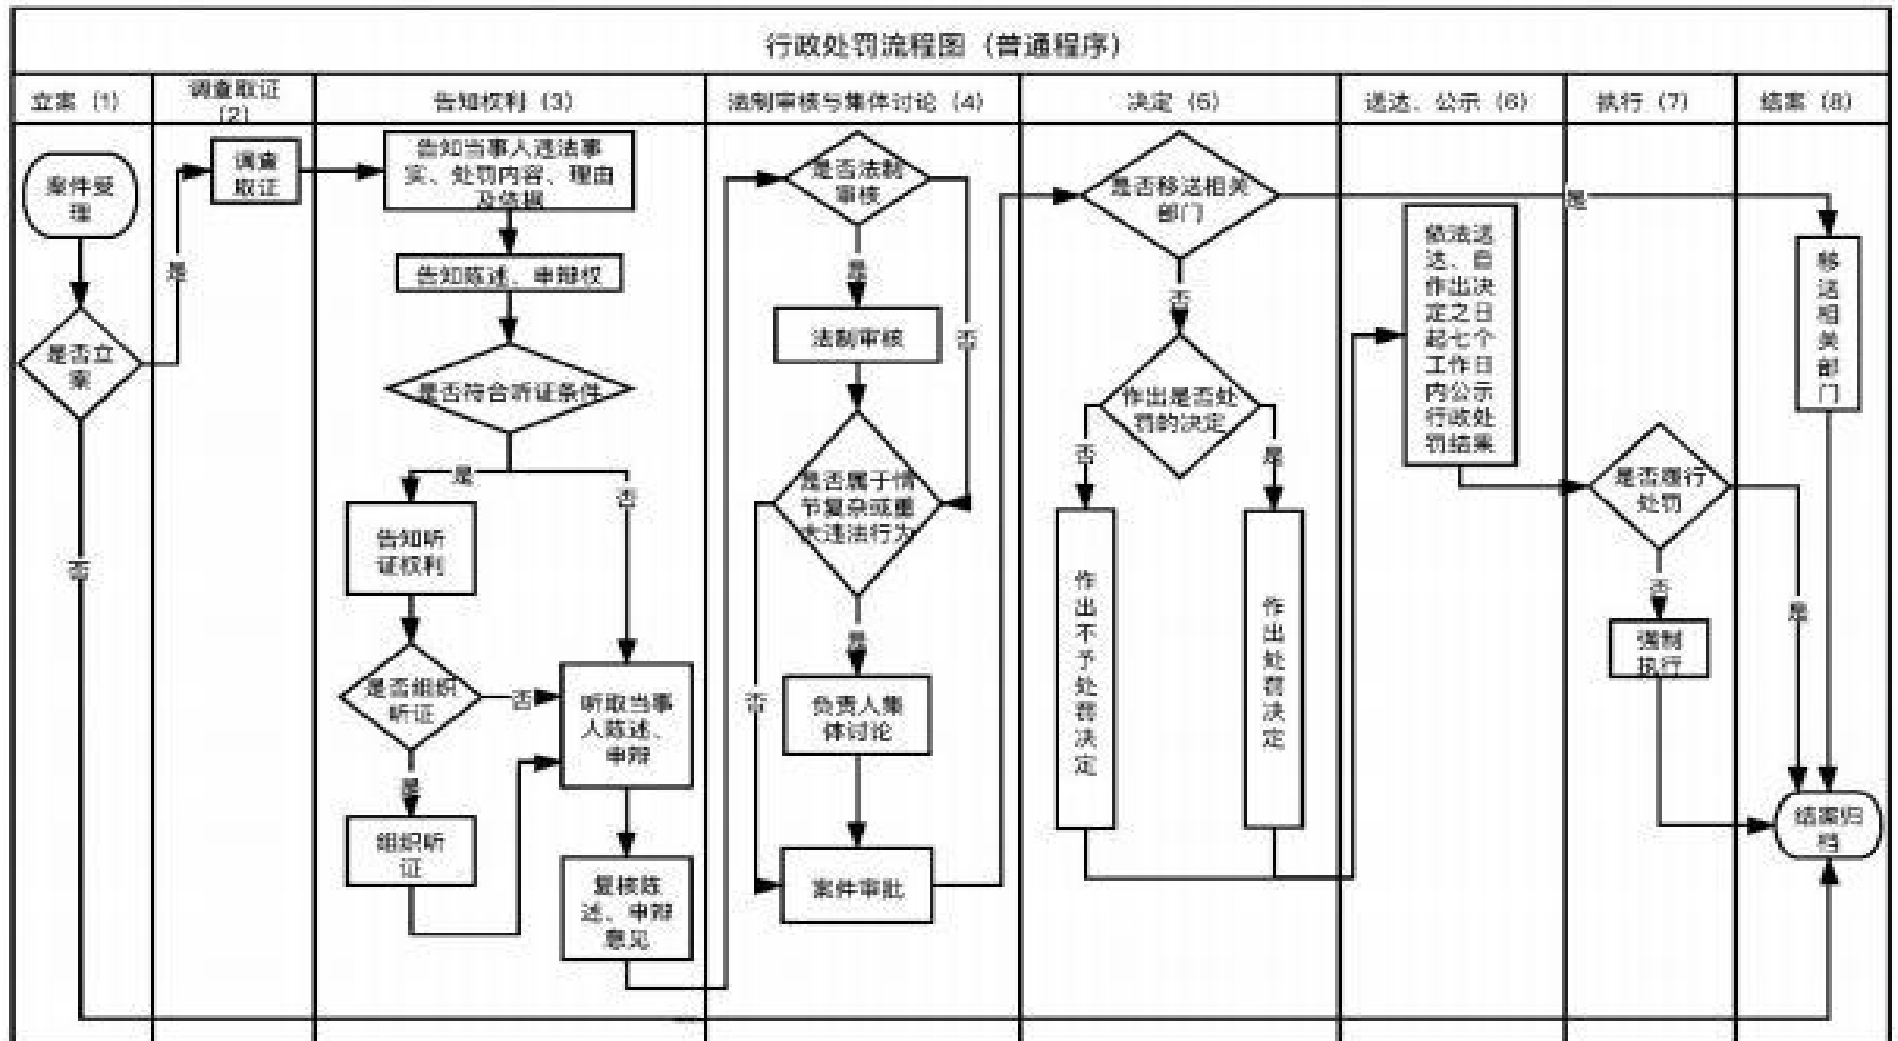 行政处罚流程图（普通程序）
立案（1）
调查取证
（2）
告知权利（3）
法制审核与集体讨论（4）
决定（5）
送达、公示（6）
执行（7）
结案（8）
案件受
理
是否立
案
是
否
调查
取证
告知当事人违法事
实、处罚内容、理由
及依据
告知陈述、申辩权
是否符合听证条件
是
否
告知听
证权利
是否组织
听证
否
是
组织听
证
听取当事
人陈述、
申辩
复核陈
述、申辩
意见
是否法制
审核
是
否
法制审核
是否属于情
节复杂或重
大违法行为
是
否
负责人集
体讨论
案件审批
是否移送相关
部门
是
否
作出是否处
罚的决定
否
是
作
出
不
予
处
罚
决
定
作
出
处
罚
决
定
依法送
达、自
作出决
定之日
起七个
工作日
内公示
行政处
罚结果
是否履行
处罚
否
是
强制
执行
移
送
相
关
部
门
结案归
档